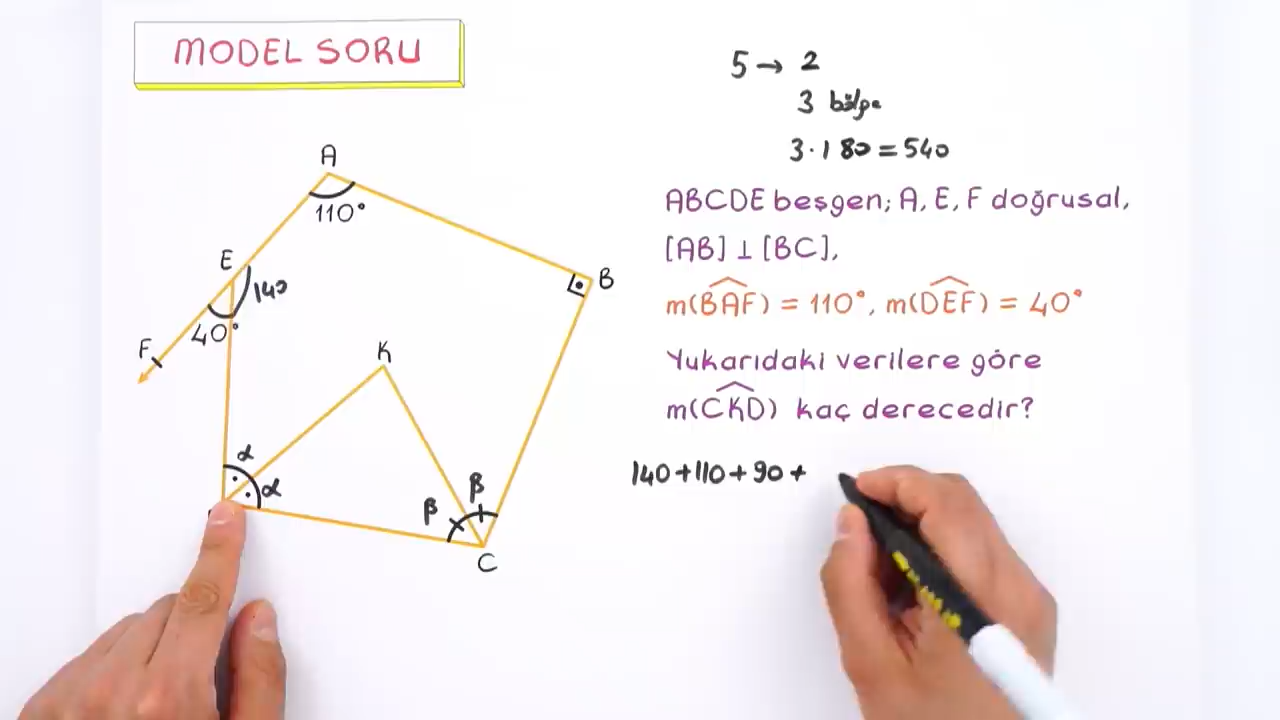 MODEL SORU
5 → 2
3 bölge
3·180=540
ABCDE beşgen; A, E, F doğrusal,
[AB] ⊥ [BC],
m(BAF) = 110°, m(DEF) = 40°
Yukarıdaki verilere göre
m(CKD) kaç derecedir?
140+110+90+
A
110°
E
140
B
40°
F
K
α
α
β
β
C